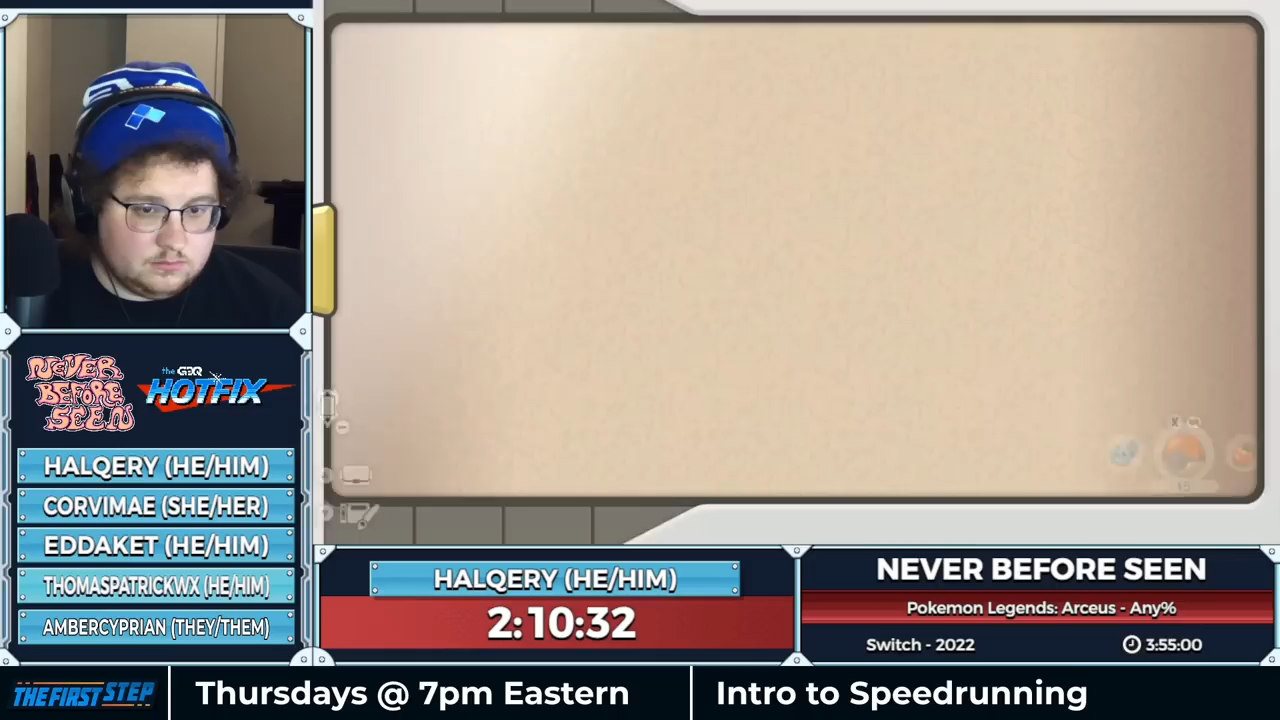 NEVER
BEFORE
SEEN
the GDQ
HOTFIX
HALQERY (HE/HIM)
CORVIMAE (SHE/HER)
EDDAKET (HE/HIM)
THOMASPATRICKWX (HE/HIM)
AMBERCYPRIAN (THEY/THEM)
HALQERY (HE/HIM)
2:10:32
NEVER BEFORE SEEN
Pokemon Legends: Arceus - Any%
Switch - 2022
3:55:00
THE FIRST STEP
Thursdays @ 7pm Eastern
Intro to Speedrunning